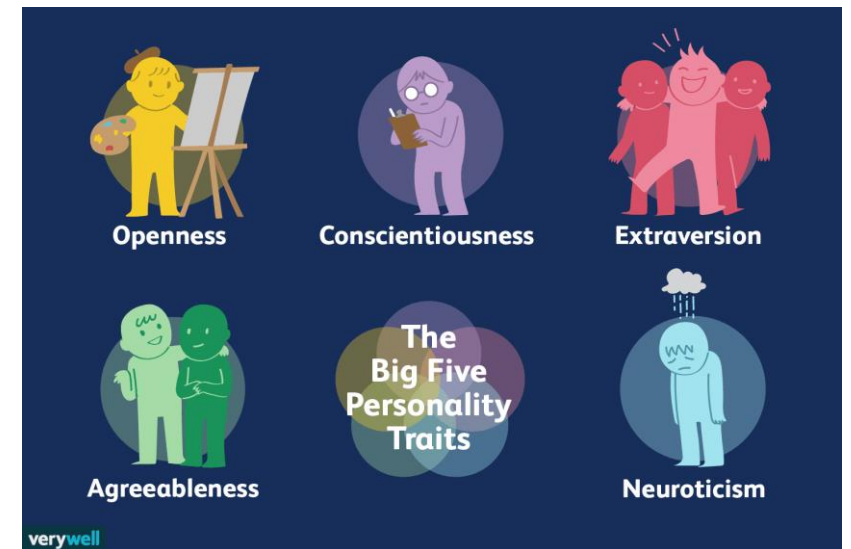 Openness
Conscientiousness
Extraversion
Agreeableness
The
Big Five
Personality
Traits
Neuroticism
verywell